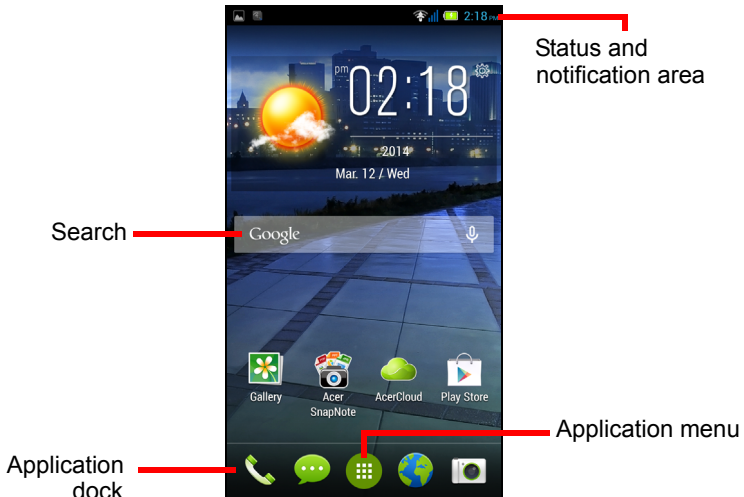 2:18 PM
Status and
notification area
pm
02:18
2014
Mar. 12 / Wed
Search
Google
Gallery
Acer
SnapNote
AcerCloud
Play Store
Application menu
Application
dock